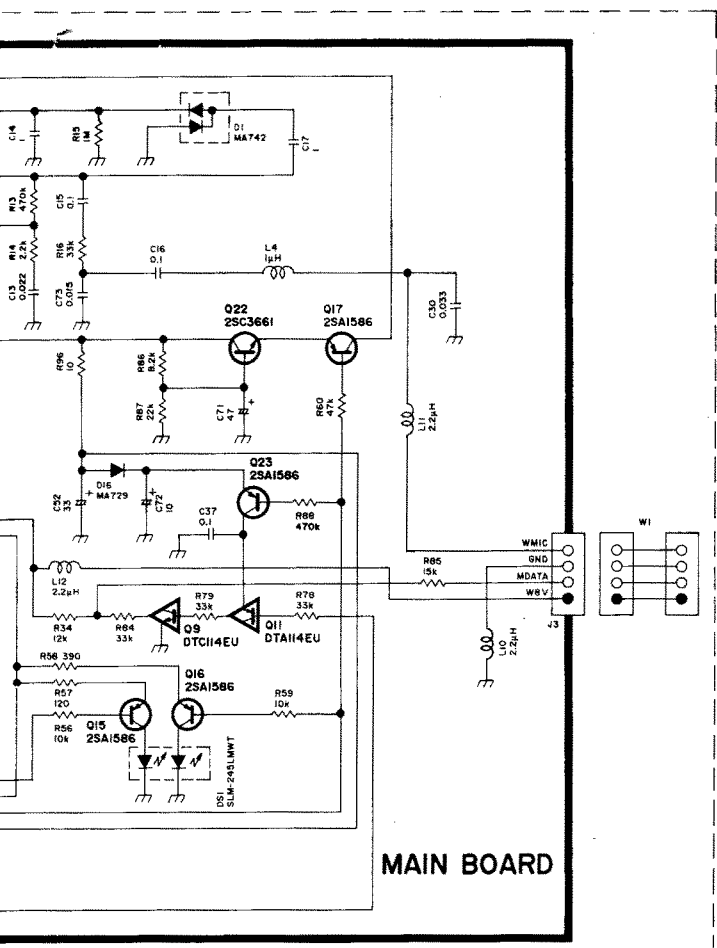 C14
1
R15
1M
D1
MA742
C17
1
R13
470k
C15
0.1
R14
2.2k
R16
33k
C13
0.022
C73
0.015
C16
0.1
L4
1μH
C30
0.033
Q22
2SC3661
Q17
2SA1586
R96
10
R86
8.2k
R87
22k
C71
47
+
R60
47k
L11
2.2μH
Q23
2SA1586
D16
MA729
C52
33
+
C72
10
+
C37
0.1
R88
470k
W1
WMIC
GND
MDATA
W8V
J3
R85
15k
L12
2.2μH
R34
12k
R84
33k
R79
33k
R78
33k
Q9
DTC114EU
Q11
DTA114EU
L10
2.2μH
R58 390
R57
120
R56
10k
Q16
2SA1586
Q15
2SA1586
R59
10k
DS1
SLM-245LMWT
MAIN BOARD